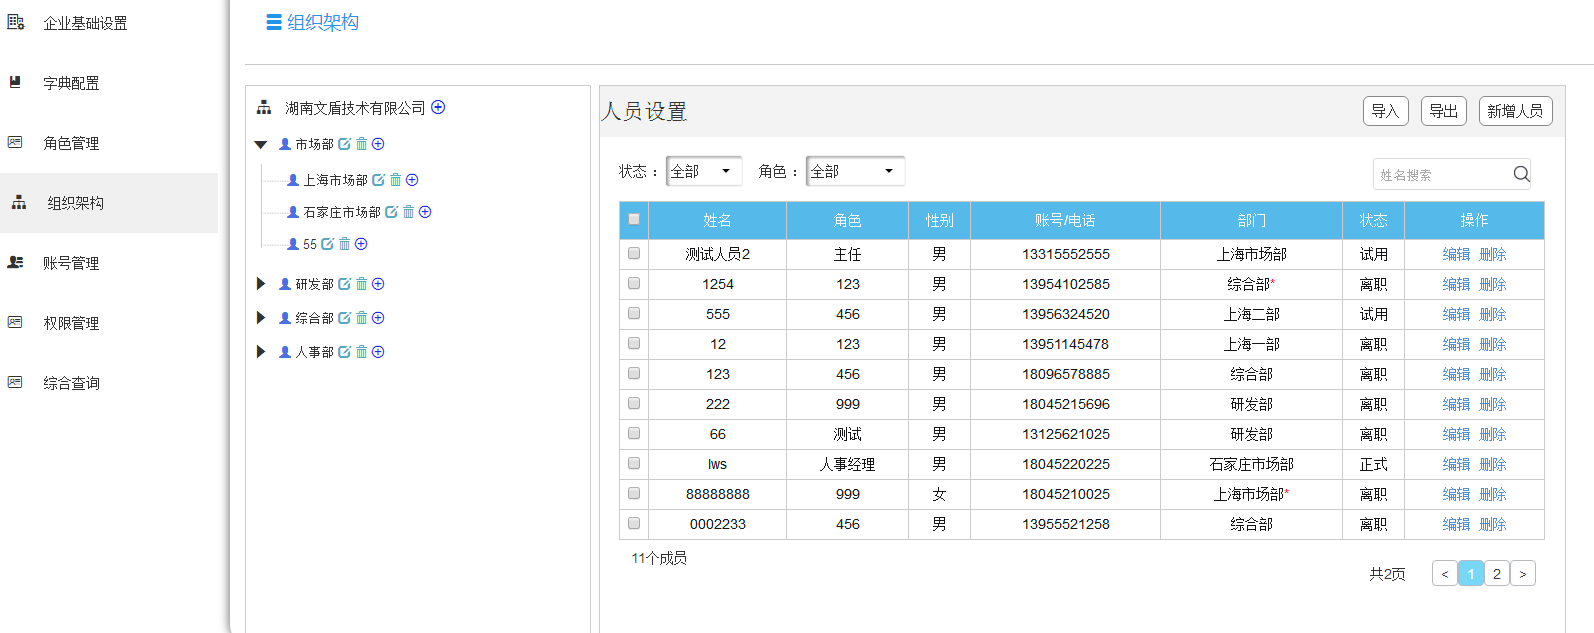 企业基础设置
字典配置
角色管理
组织架构
账号管理
权限管理
综合查询
组织架构
湖南文盾技术有限公司
市场部
上海市场部
石家庄市场部
55
研发部
综合部
人事部
人员设置
导入 导出 新增人员
状态： 全部 角色： 全部 姓名搜索
姓名 角色 性别 账号/电话 部门 状态 操作
测试人员2 主任 男 13315552555 上海市场部 试用 编辑 删除
1254 123 男 13954102585 综合部* 离职 编辑 删除
555 456 男 13956324520 上海二部 试用 编辑 删除
12 123 男 13951145478 上海一部 离职 编辑 删除
123 456 男 18096578885 综合部 离职 编辑 删除
222 999 男 18045215696 研发部 离职 编辑 删除
66 测试 男 13125621025 研发部 离职 编辑 删除
lws 人事经理 男 18045220225 石家庄市场部 正式 编辑 删除
88888888 999 女 18045210025 上海市场部* 离职 编辑 删除
0002233 456 男 13955521258 综合部 离职 编辑 删除
11个成员
共2页 < 1 2 >